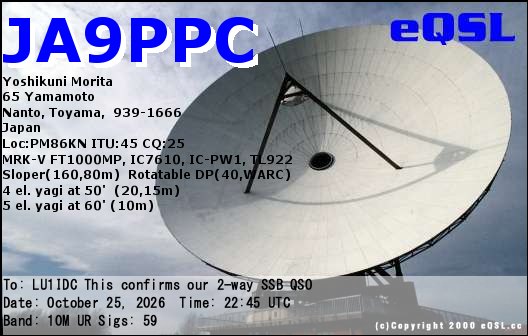 JA9PPC
eQSL
Yoshikuni Morita
65 Yamamoto
Nanto, Toyama, 939-1666
Japan
Loc:PM86KN ITU:45 CQ:25
MRK-V FT1000MP, IC7610, IC-PW1, TL922
Sloper(160,80m) Rotatable DP(40,WARC)
4 el. yagi at 50' (20,15m)
5 el. yagi at 60' (10m)
To: LU1IDC This confirms our 2-way SSB QSO
Date: October 25, 2026 Time: 22:45 UTC
Band: 10M UR Sigs: 59
(c)Copyright 2000 eQSL.cc